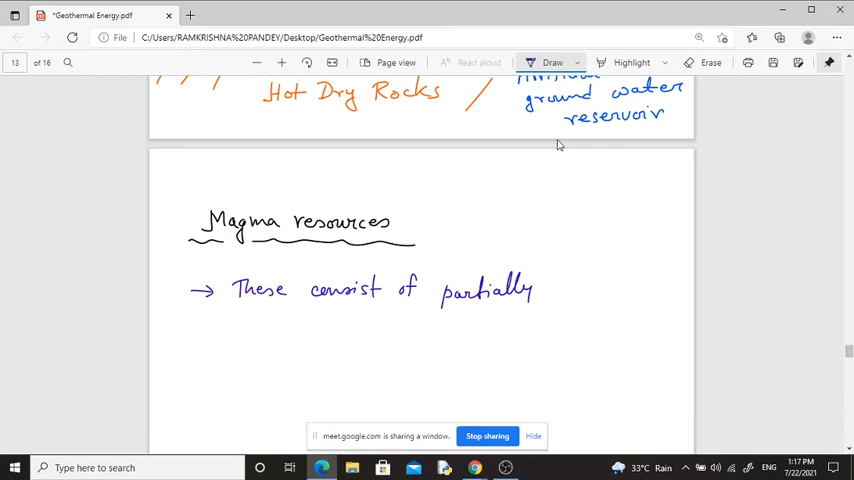 *Geothermal Energy.pdf
File
C:/Users/RAMKRISHNA%20PANDEY/Desktop/Geothermal%20Energy.pdf
13 of 16
Page view
Read aloud
Draw
Highlight
Erase
Hot Dry Rocks
ground water
reservoir
Magma resources
→ These consist of partially
meet.google.com is sharing a window.
Stop sharing
Hide
Type here to search
33°C Rain
ENG
1:17 PM
7/22/2021